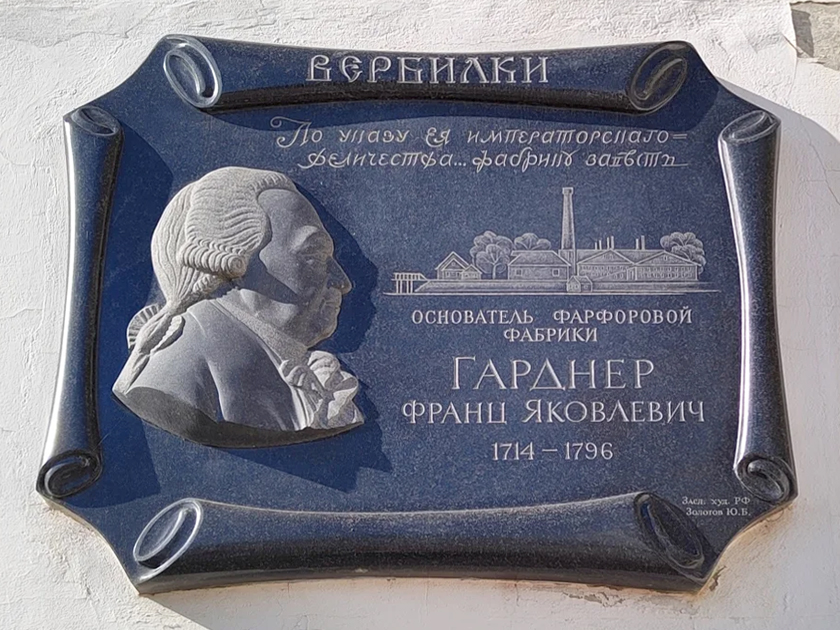 ВЕРБИЛКИ
По указу Ея императорскаго=
величества... фабрику завѣсть
ОСНОВАТЕЛЬ ФАРФОРОВОЙ
ФАБРИКИ
ГАРДНЕР
ФРАНЦ ЯКОВЛЕВИЧ
1714 – 1796
Засл. худ. РФ
Золотов Ю.В.